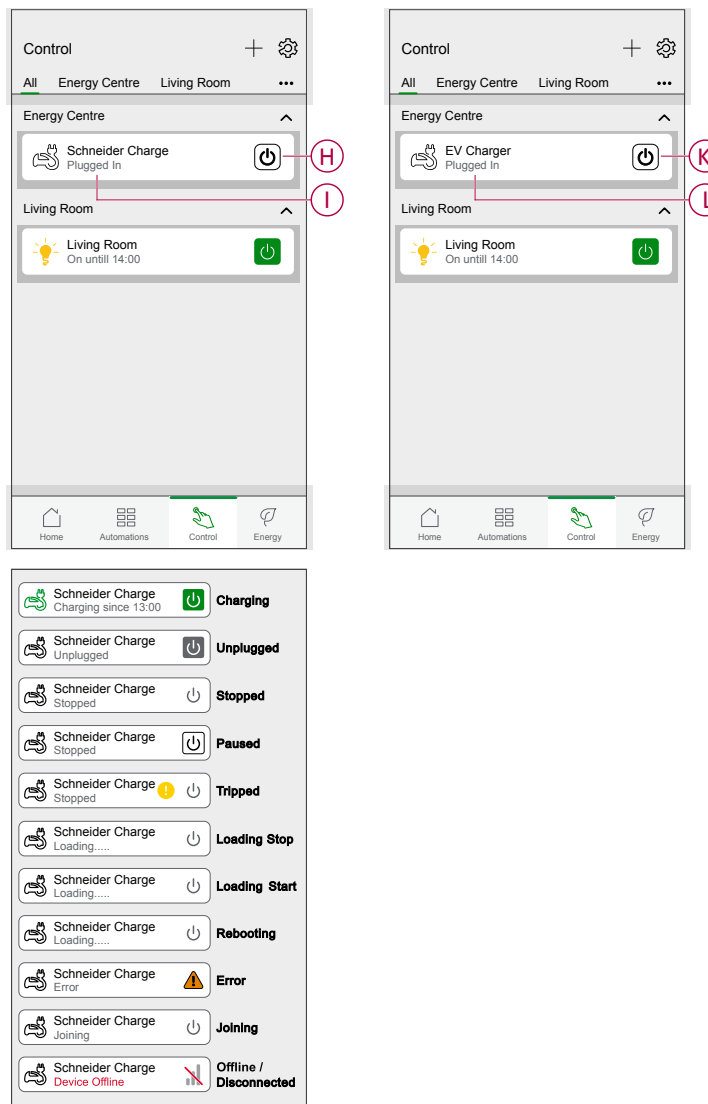 Control
All Energy Centre Living Room •••
Energy Centre
Schneider Charge
Plugged In
H
I
Living Room
Living Room
On untill 14:00
Home Automations Control Energy
Control
All Energy Centre Living Room •••
Energy Centre
EV Charger
Plugged In
K
L
Living Room
Living Room
On untill 14:00
Home Automations Control Energy
Schneider Charge
Charging since 13:00
Charging
Schneider Charge
Unplugged
Unplugged
Schneider Charge
Stopped
Stopped
Schneider Charge
Stopped
Paused
Schneider Charge
Stopped
Tripped
Schneider Charge
Loading.....
Loading Stop
Schneider Charge
Loading.....
Loading Start
Schneider Charge
Loading.....
Rebooting
Schneider Charge
Error
Error
Schneider Charge
Joining
Joining
Schneider Charge
Device Offline
Offline /
Disconnected